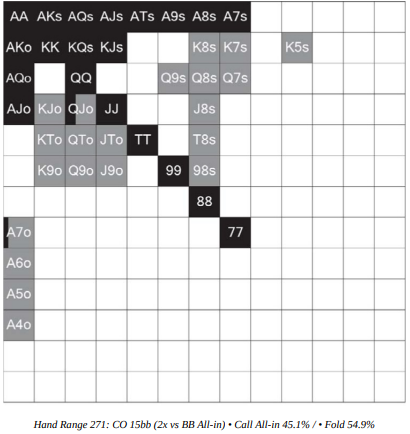 AA AKs AQs AJs ATs A9s A8s A7s
AKo KK KQs KJs K8s K7s K5s
AQo QQ Q9s Q8s Q7s
AJo KJo QJo JJ J8s
KTo QTo JTo TT T8s
K9o Q9o J9o 99 98s
88
A7o 77
A6o
A5o
A4o
Hand Range 271: CO 15bb (2x vs BB All-in) • Call All-in 45.1% / • Fold 54.9%